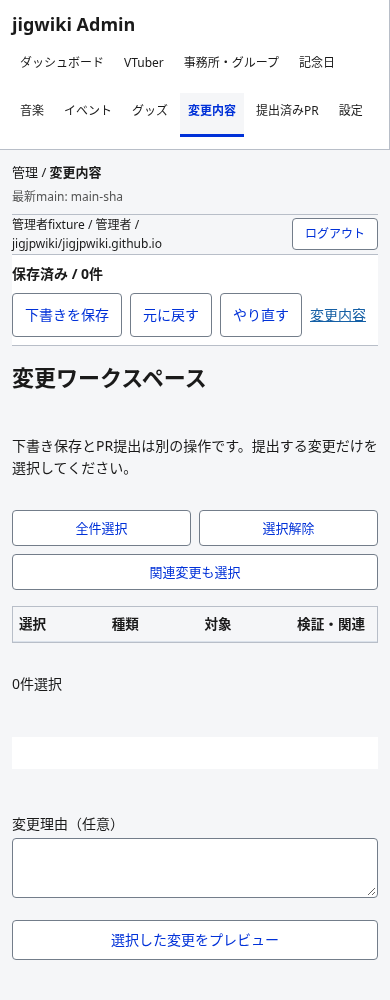 jigwiki Admin
ダッシュボード VTuber 事務所・グループ 記念日
音楽 イベント グッズ 変更内容 提出済みPR 設定
管理 / 変更内容
最新main: main-sha
管理者fixture / 管理者 /
jigjpwiki/jigjpwiki.github.io
ログアウト
保存済み / 0件
下書きを保存 元に戻す やり直す 変更内容
変更ワークスペース
下書き保存とPR提出は別の操作です。提出する変更だけを
選択してください。
全件選択 選択解除
関連変更も選択
選択 種類 対象 検証・関連
0件選択
変更理由（任意）
選択した変更をプレビュー